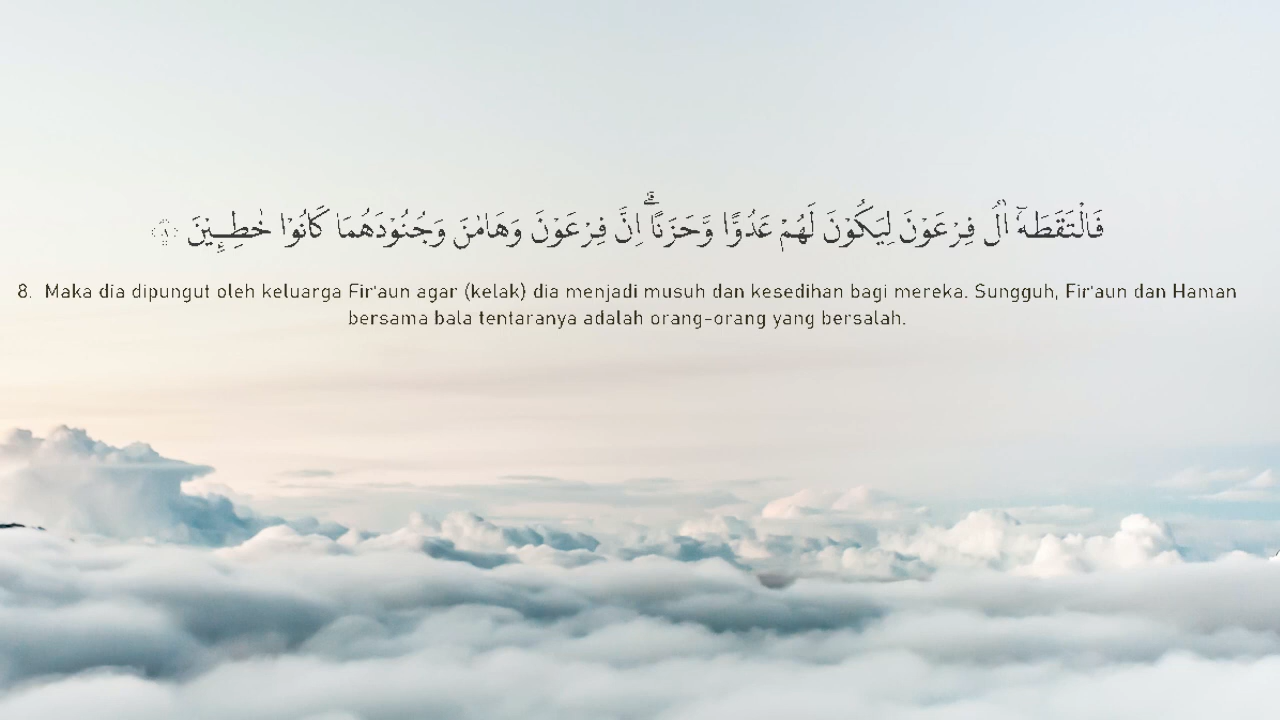 فَالْتَقَطَهٗٓ اٰلُ فِرْعَوْنَ لِيَكُوْنَ لَهُمْ عَدُوًّا وَّحَزَنًاۗ اِنَّ فِرْعَوْنَ وَهَامٰنَ وَجُنُوْدَهُمَا كَانُوْا خٰطِـِٕيْنَ ﴿٨﴾
8. Maka dia dipungut oleh keluarga Fir'aun agar (kelak) dia menjadi musuh dan kesedihan bagi mereka. Sungguh, Fir'aun dan Haman
bersama bala tentaranya adalah orang-orang yang bersalah.